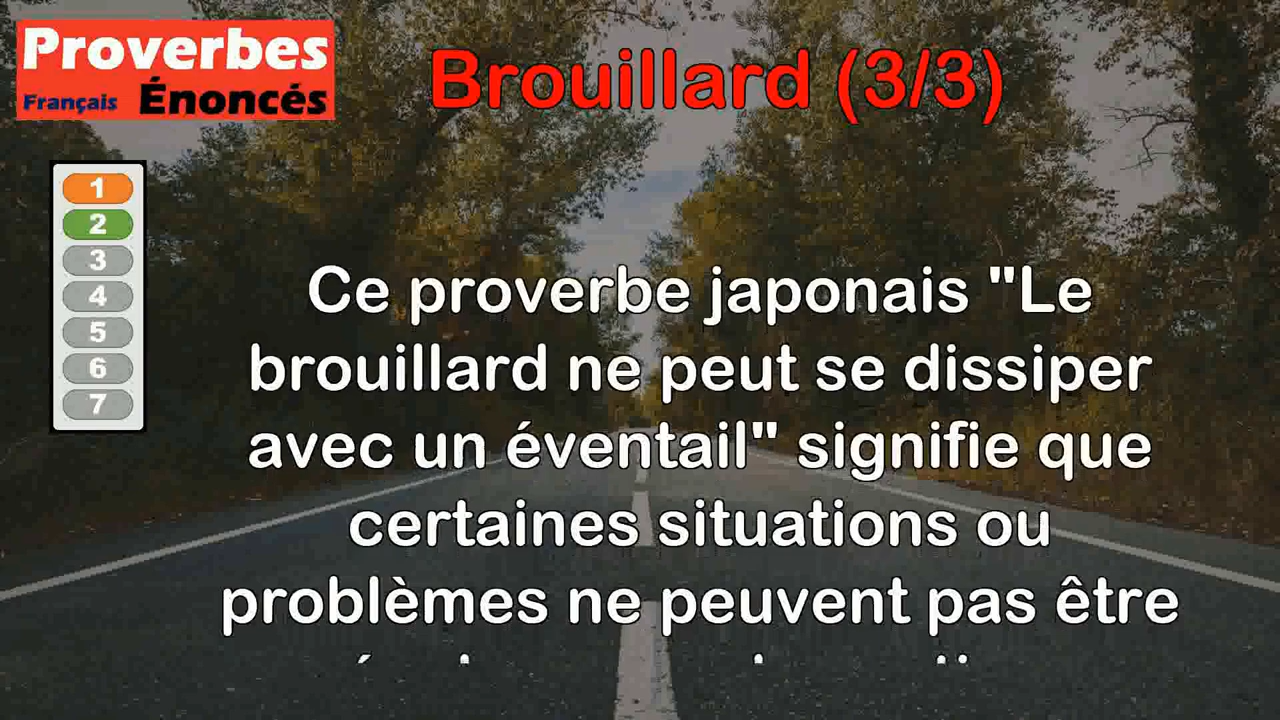 Proverbes
Français Énoncés
Brouillard (3/3)
1
2
3
4
5
6
7
Ce proverbe japonais "Le
brouillard ne peut se dissiper
avec un éventail" signifie que
certaines situations ou
problèmes ne peuvent pas être